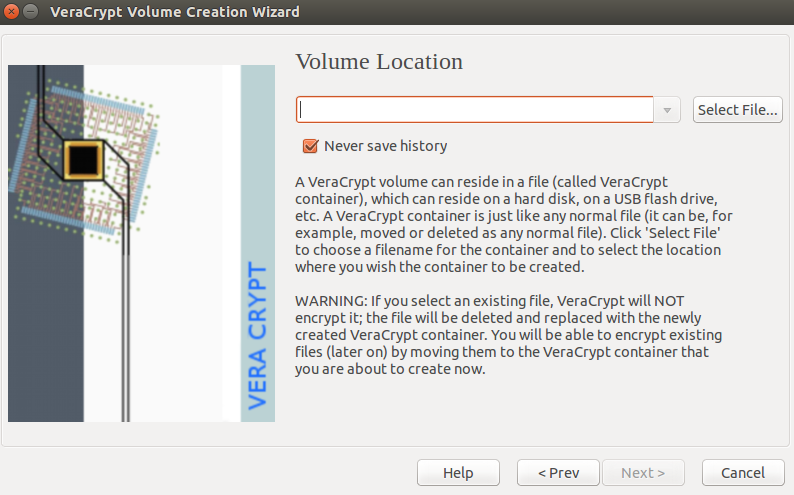 VeraCrypt Volume Creation Wizard
Volume Location
Select File...
Never save history
A VeraCrypt volume can reside in a file (called VeraCrypt
container), which can reside on a hard disk, on a USB flash drive,
etc. A VeraCrypt container is just like any normal file (it can be, for
example, moved or deleted as any normal file). Click 'Select File'
to choose a filename for the container and to select the location
where you wish the container to be created.
WARNING: If you select an existing file, VeraCrypt will NOT
encrypt it; the file will be deleted and replaced with the newly
created VeraCrypt container. You will be able to encrypt existing
files (later on) by moving them to the VeraCrypt container that
you are about to create now.
VERA CRYPT
Help
< Prev
Next >
Cancel